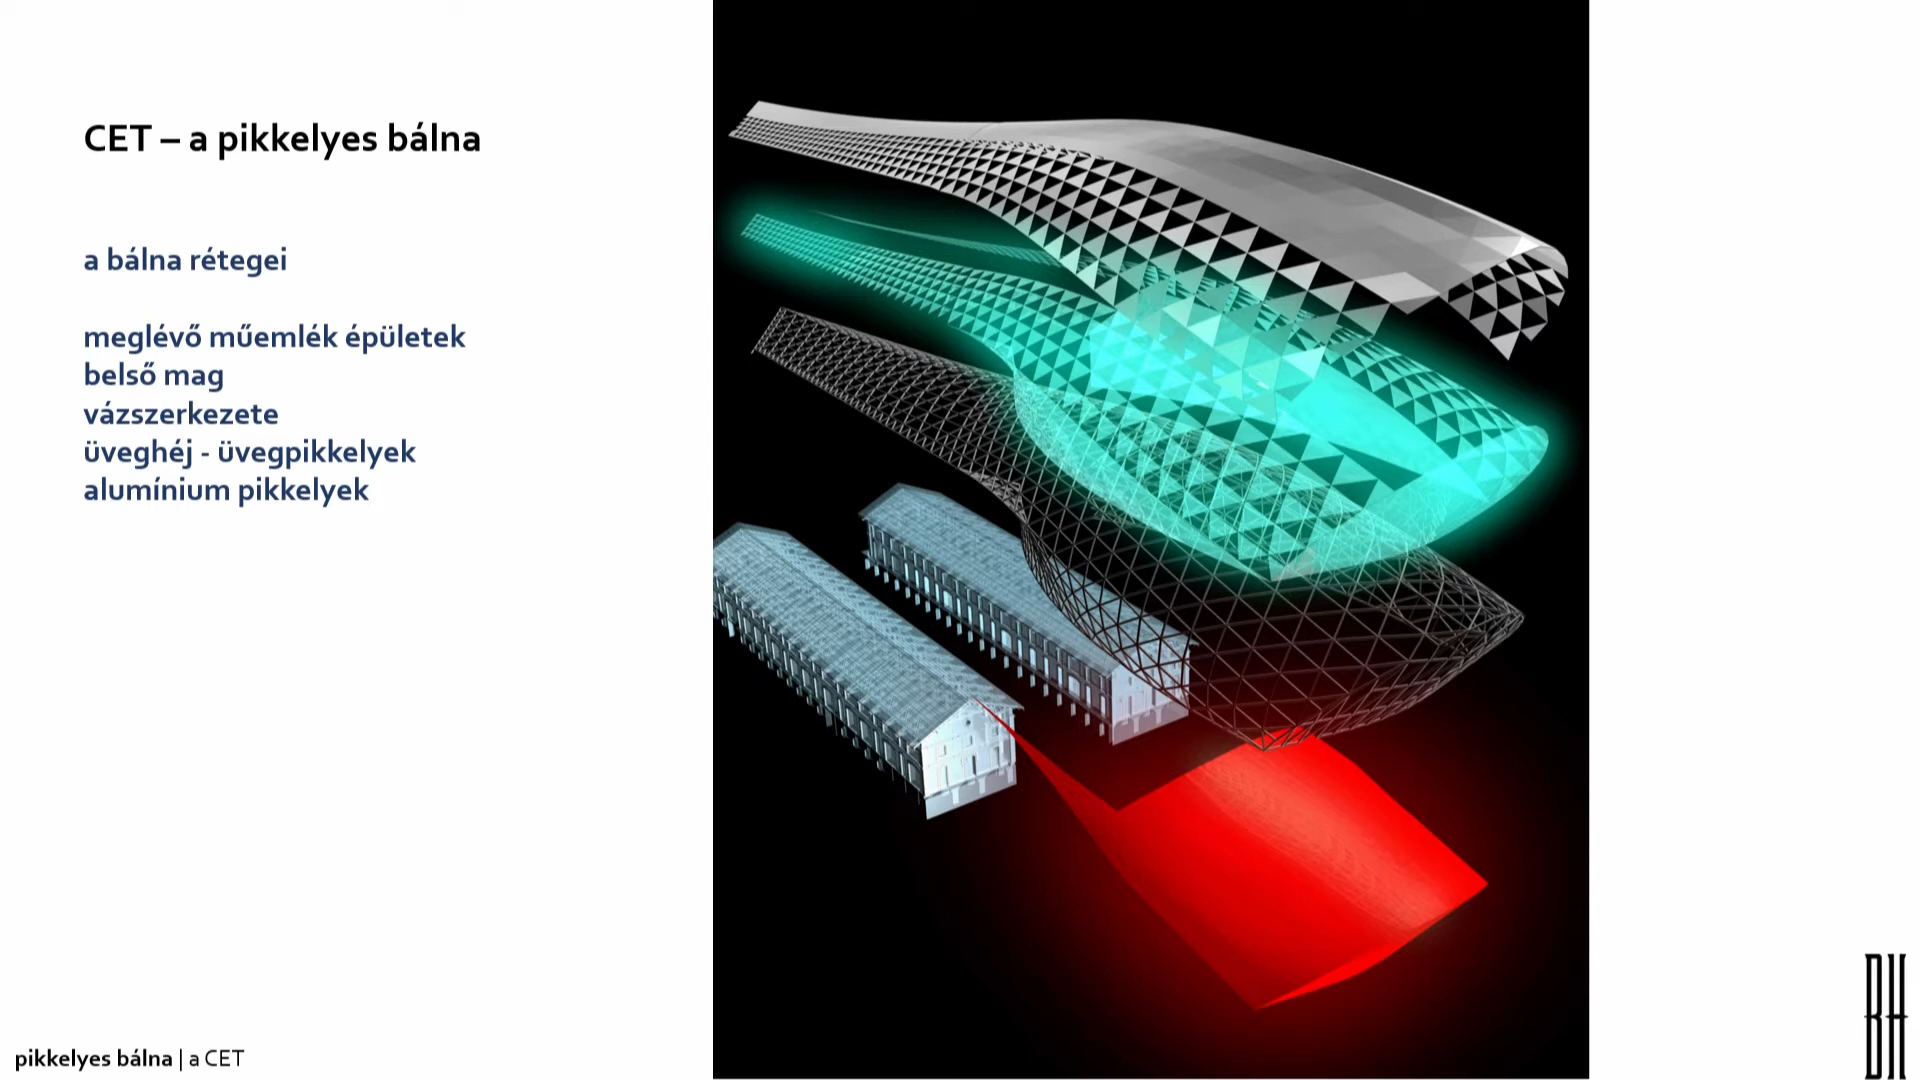 CET – a pikkelyes bálna
a bálna rétegei
meglévő műemlék épületek
belső mag
vázszerkezete
üveghéj - üvegpikkelyek
alumínium pikkelyek
pikkelyes bálna | a CET
BH